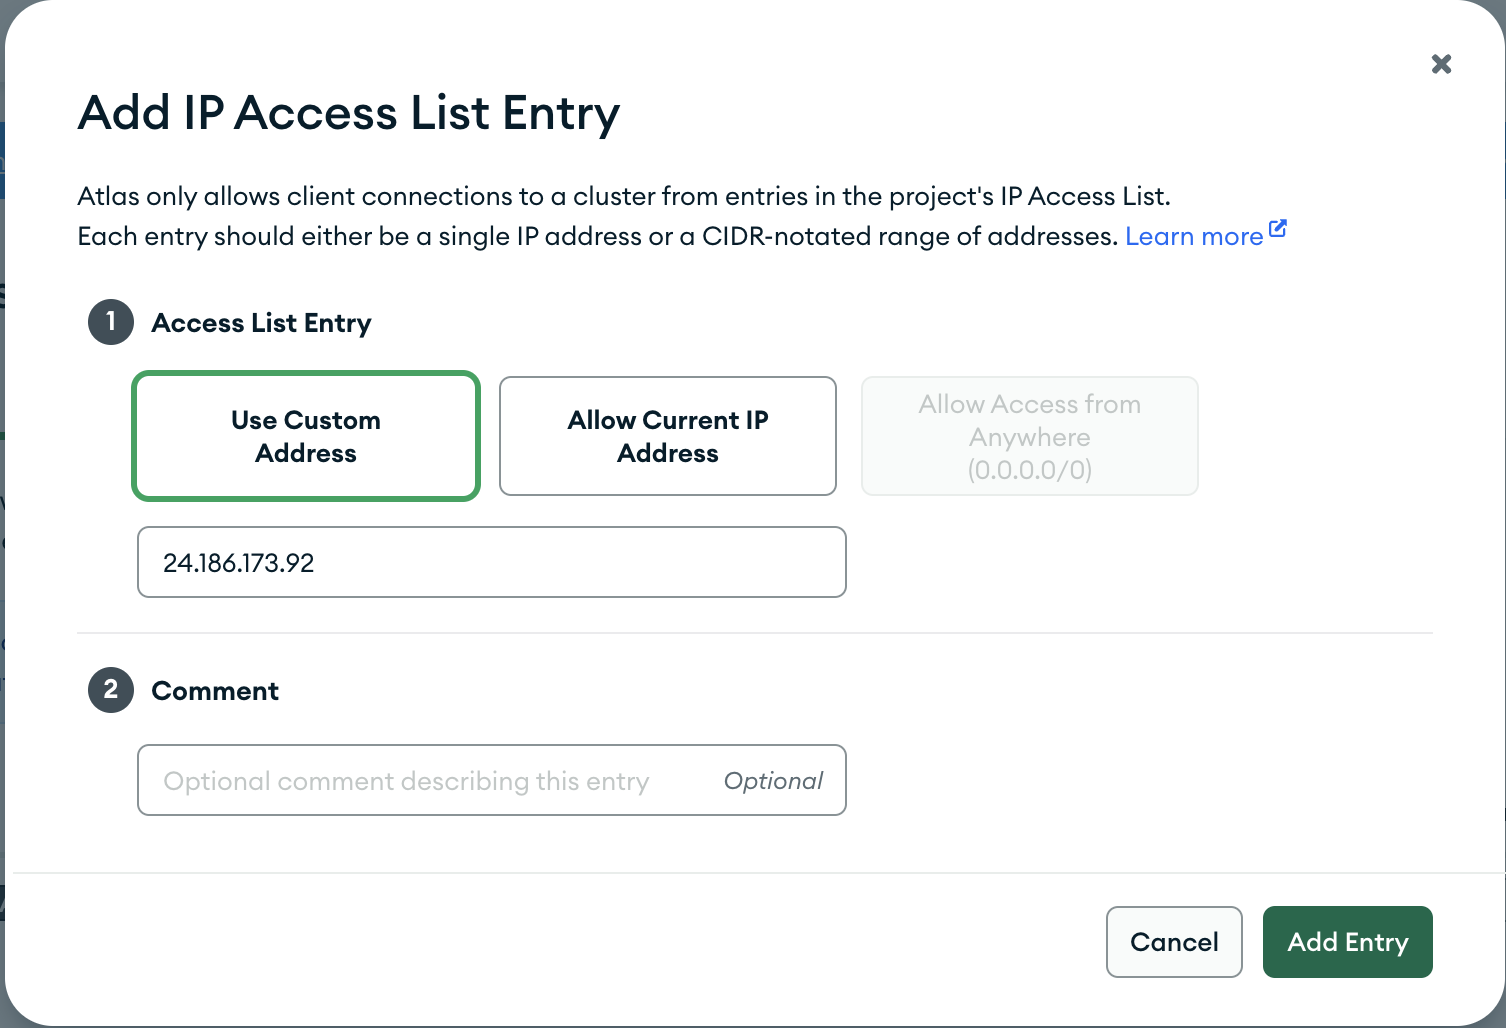 Add IP Access List Entry
Atlas only allows client connections to a cluster from entries in the project's IP Access List.
Each entry should either be a single IP address or a CIDR-notated range of addresses. Learn more
1 Access List Entry
Use Custom
Address
Allow Current IP
Address
Allow Access from
Anywhere
(0.0.0.0/0)
24.186.173.92
2 Comment
Optional comment describing this entry Optional
Cancel Add Entry